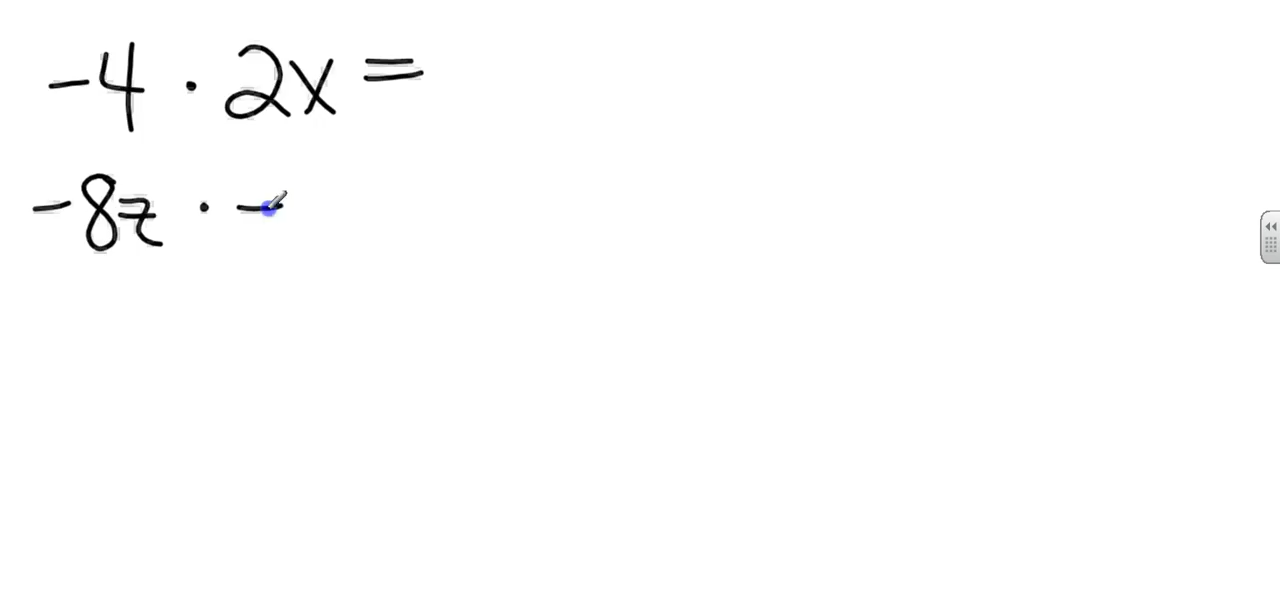 -4 · 2x =
-8z · -